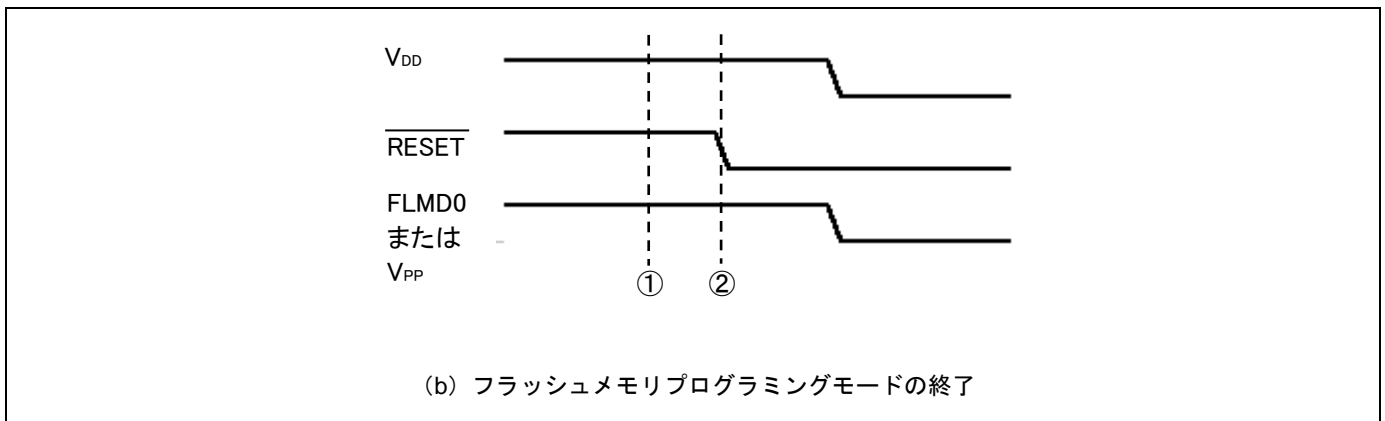 VDD
RESET
FLMD0
または
VPP
① ②
(b) フラッシュメモリプログラミングモードの終了